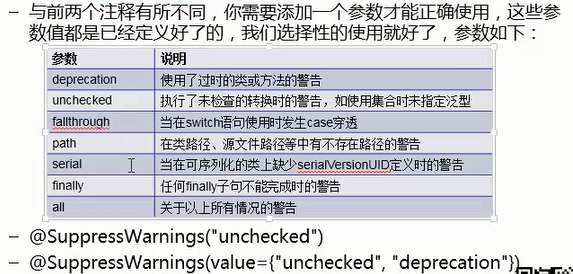 – 与前两个注释有所不同，你需要添加一个参数才能正确使用，这些参
数值都是已经定义好了的，我们选择性的使用就好了，参数如下：
参数 说明
deprecation 使用了过时的类或方法的警告
unchecked 执行了未检查的转换时的警告，如使用集合时未指定泛型
fallthrough 当在switch语句使用时发生case穿透
path 在类路径、源文件路径等中有不存在路径的警告
serial 当在可序列化的类上缺少serialVersionUID定义时的警告
finally 任何finally子句不能完成时的警告
all 关于以上所有情况的警告
– @SuppressWarnings("unchecked")
– @SuppressWarnings(value={"unchecked", "deprecation"})